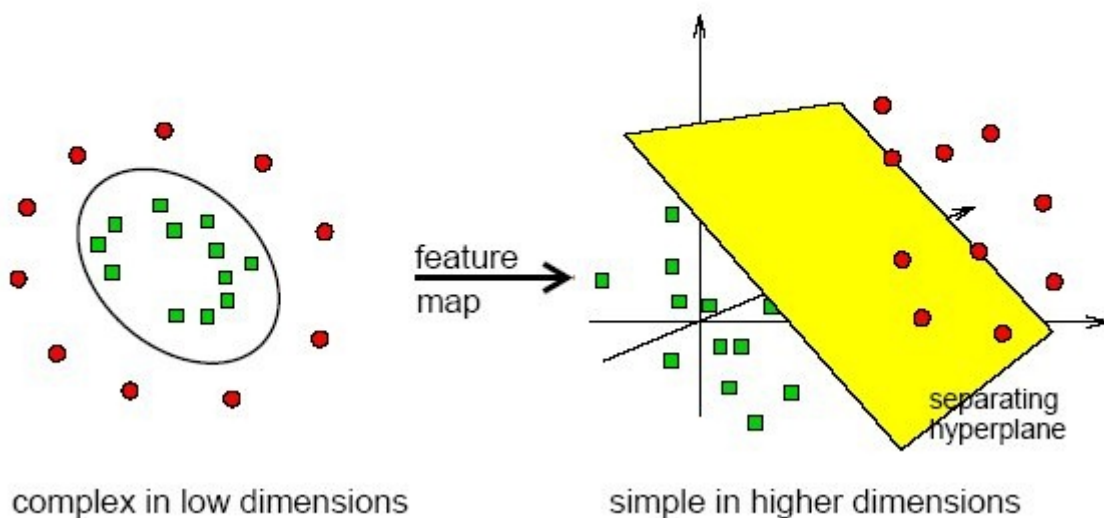 feature
map
separating
hyperplane
complex in low dimensions
simple in higher dimensions